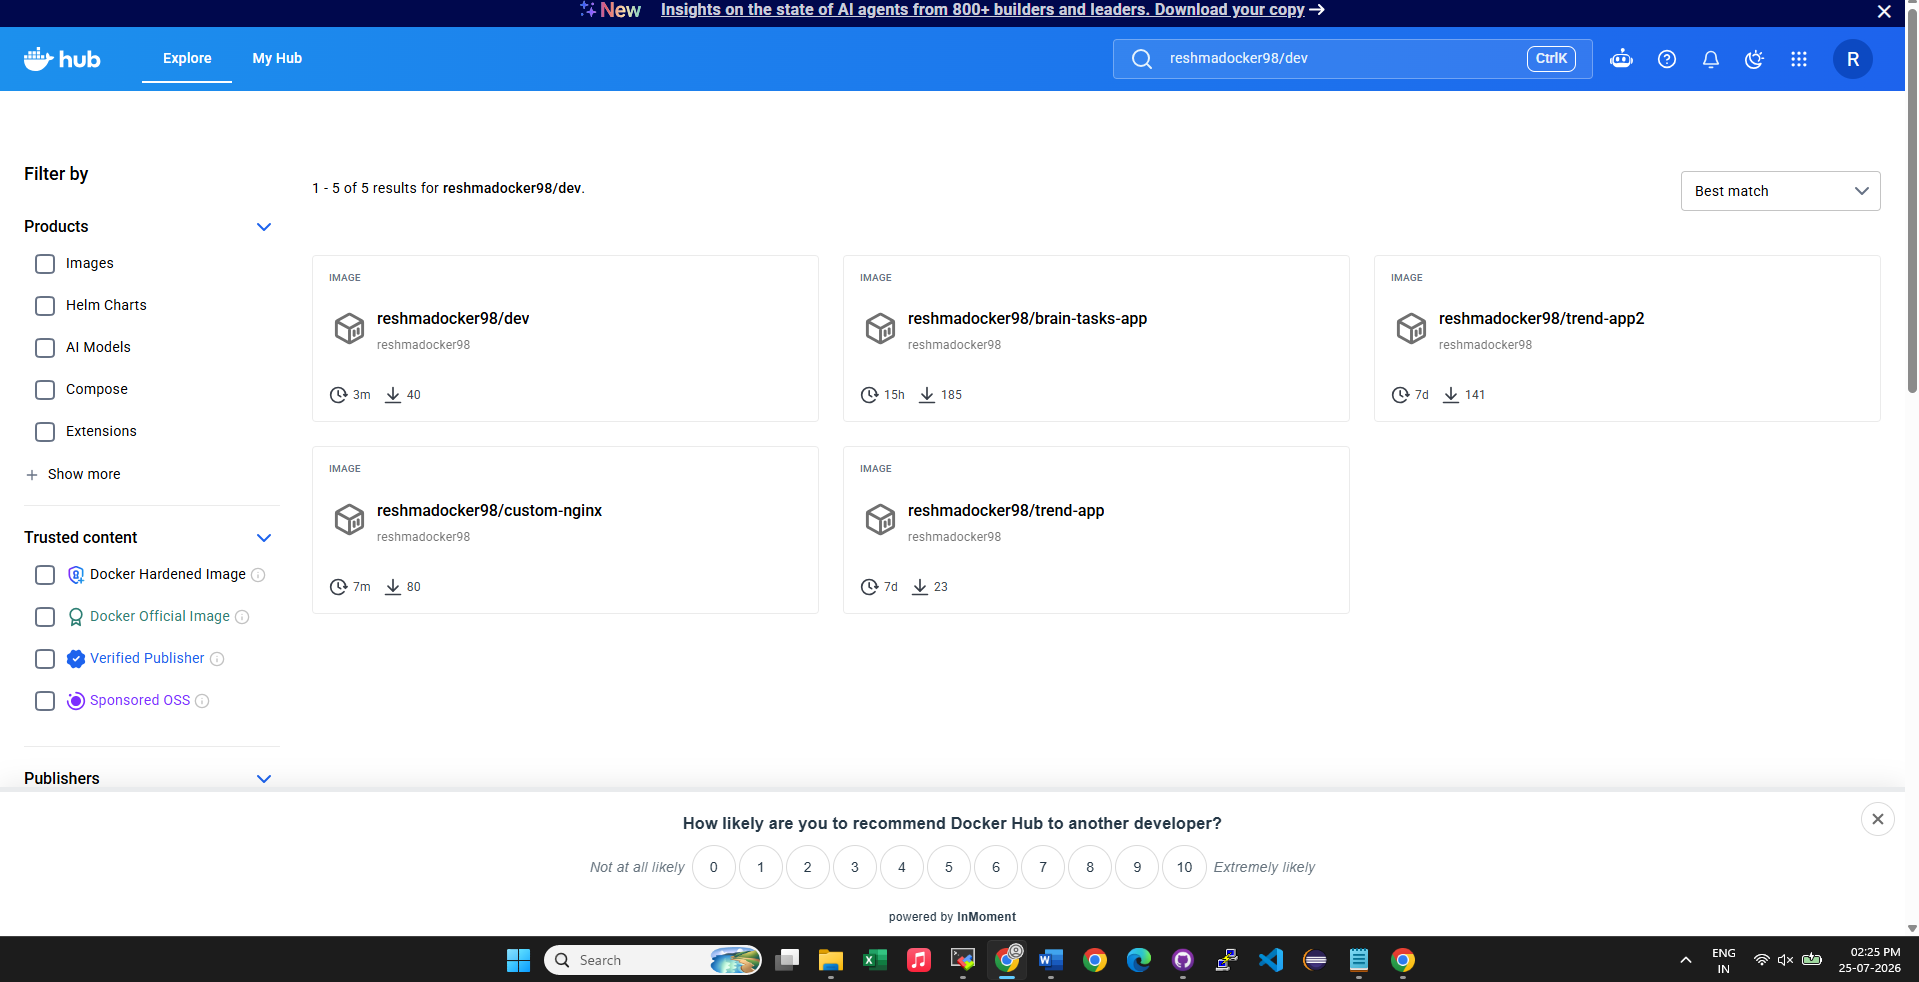 New Insights on the state of AI agents from 800+ builders and leaders. Download your copy
hub
Explore
My Hub
reshmadocker98/dev
CtrlK
R
Filter by
1 - 5 of 5 results for reshmadocker98/dev.
Best match
Products
Images
Helm Charts
AI Models
Compose
Extensions
Show more
Trusted content
Docker Hardened Image
Docker Official Image
Verified Publisher
Sponsored OSS
Publishers
IMAGE
reshmadocker98/dev
reshmadocker98
3m 40
IMAGE
reshmadocker98/brain-tasks-app
reshmadocker98
15h 185
IMAGE
reshmadocker98/trend-app2
reshmadocker98
7d 141
IMAGE
reshmadocker98/custom-nginx
reshmadocker98
7m 80
IMAGE
reshmadocker98/trend-app
reshmadocker98
7d 23
How likely are you to recommend Docker Hub to another developer?
Not at all likely 0 1 2 3 4 5 6 7 8 9 10 Extremely likely
powered by InMoment
Search
ENG
IN
02:25 PM
25-07-2026